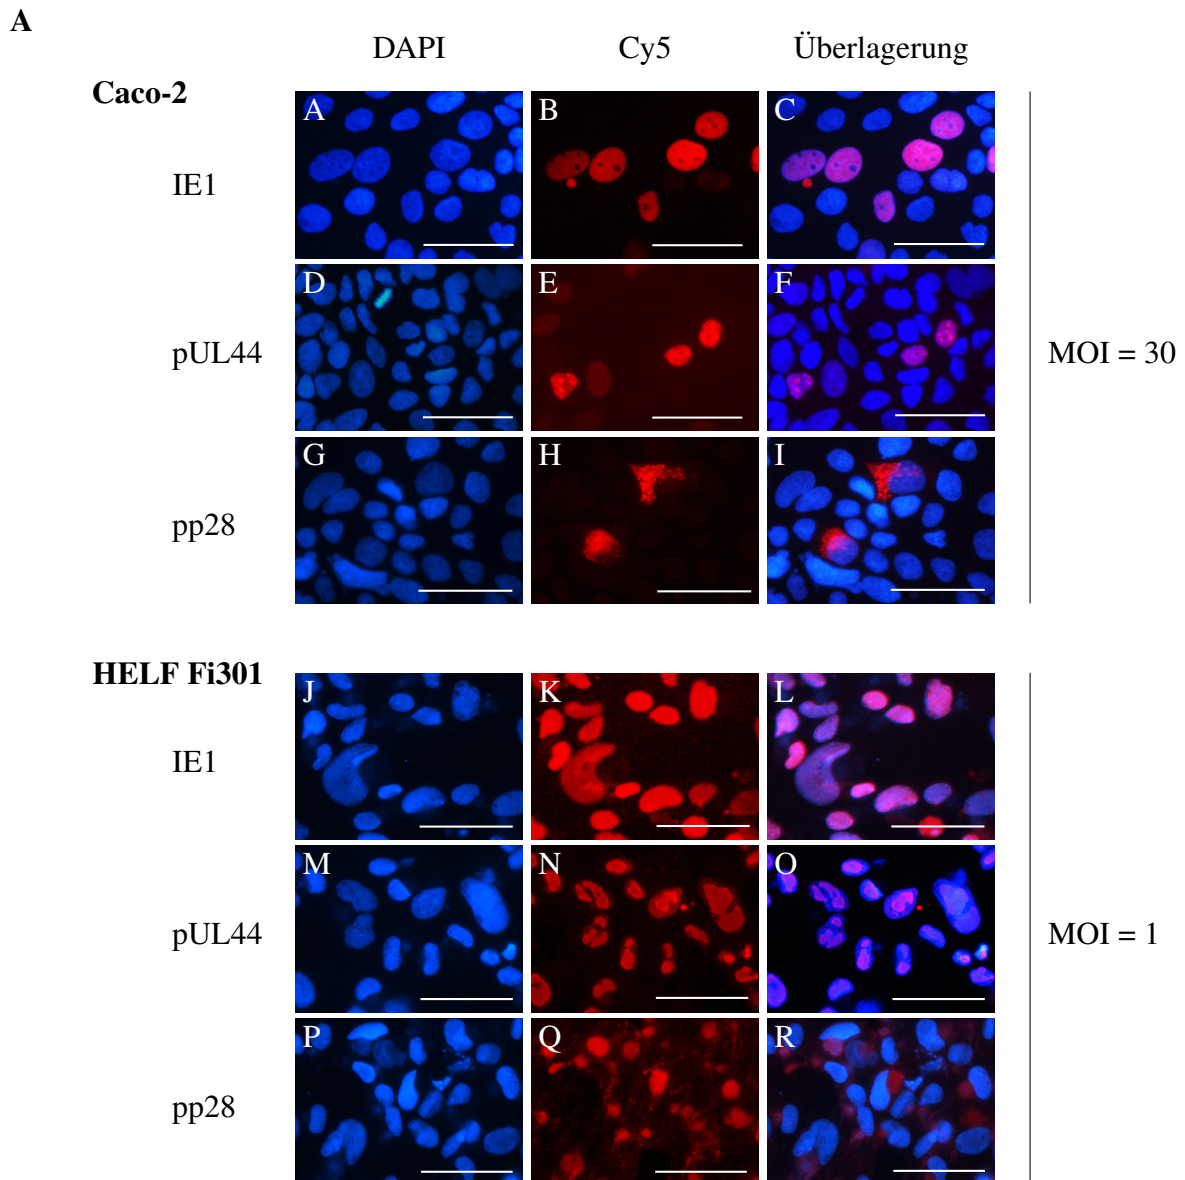 A
DAPI Cy5 Überlagerung
Caco-2
IE1 A B C
pUL44 D E F MOI = 30
pp28 G H I
HELF Fi301
IE1 J K L
pUL44 M N O MOI = 1
pp28 P Q R